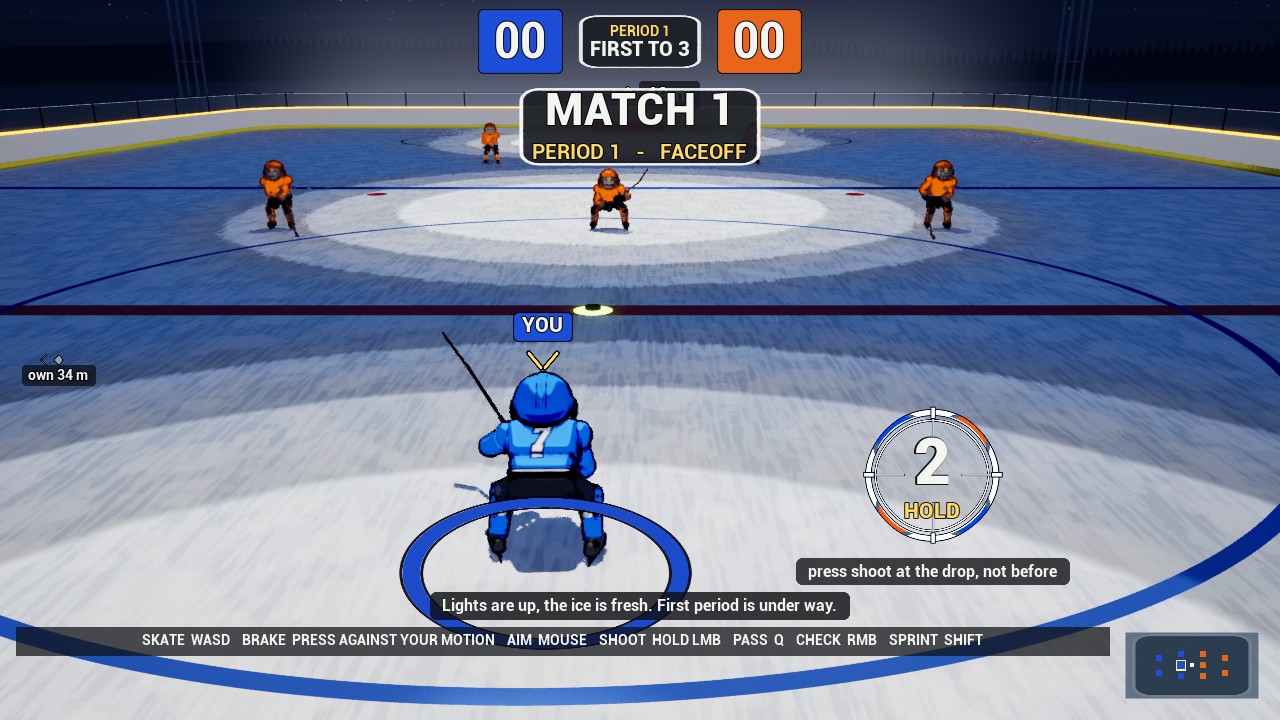 00
PERIOD 1
FIRST TO 3
00
MATCH 1
PERIOD 1 - FACEOFF
YOU
own 34 m
7
2
HOLD
press shoot at the drop, not before
Lights are up, the ice is fresh. First period is under way.
SKATE WASD BRAKE PRESS AGAINST YOUR MOTION AIM MOUSE SHOOT HOLD LMB PASS Q CHECK RMB SPRINT SHIFT